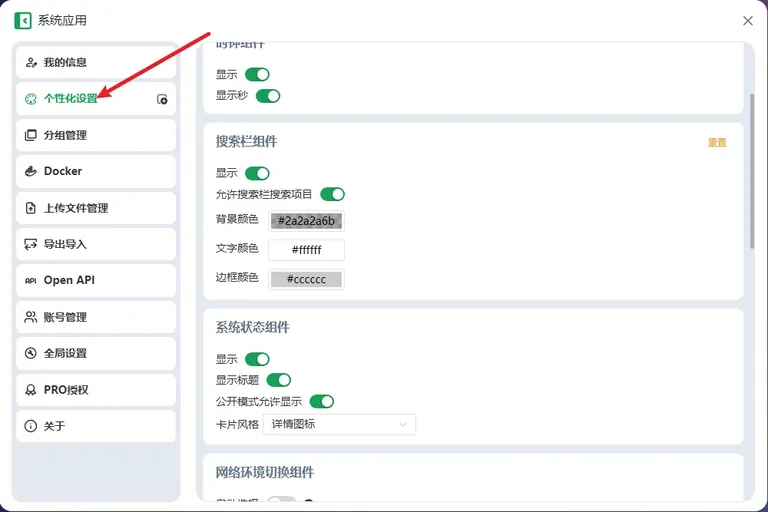 系统应用
我的信息
个性化设置
分组管理
Docker
上传文件管理
导出导入
API Open API
账号管理
全局设置
PRO授权
关于
时钟组件
显示
显示秒
搜索栏组件
重置
显示
允许搜索栏搜索项目
背景颜色 #2a2a2a6b
文字颜色 #ffffff
边框颜色 #cccccc
系统状态组件
显示
显示标题
公开模式允许显示
卡片风格 详情图标
网络环境切换组件